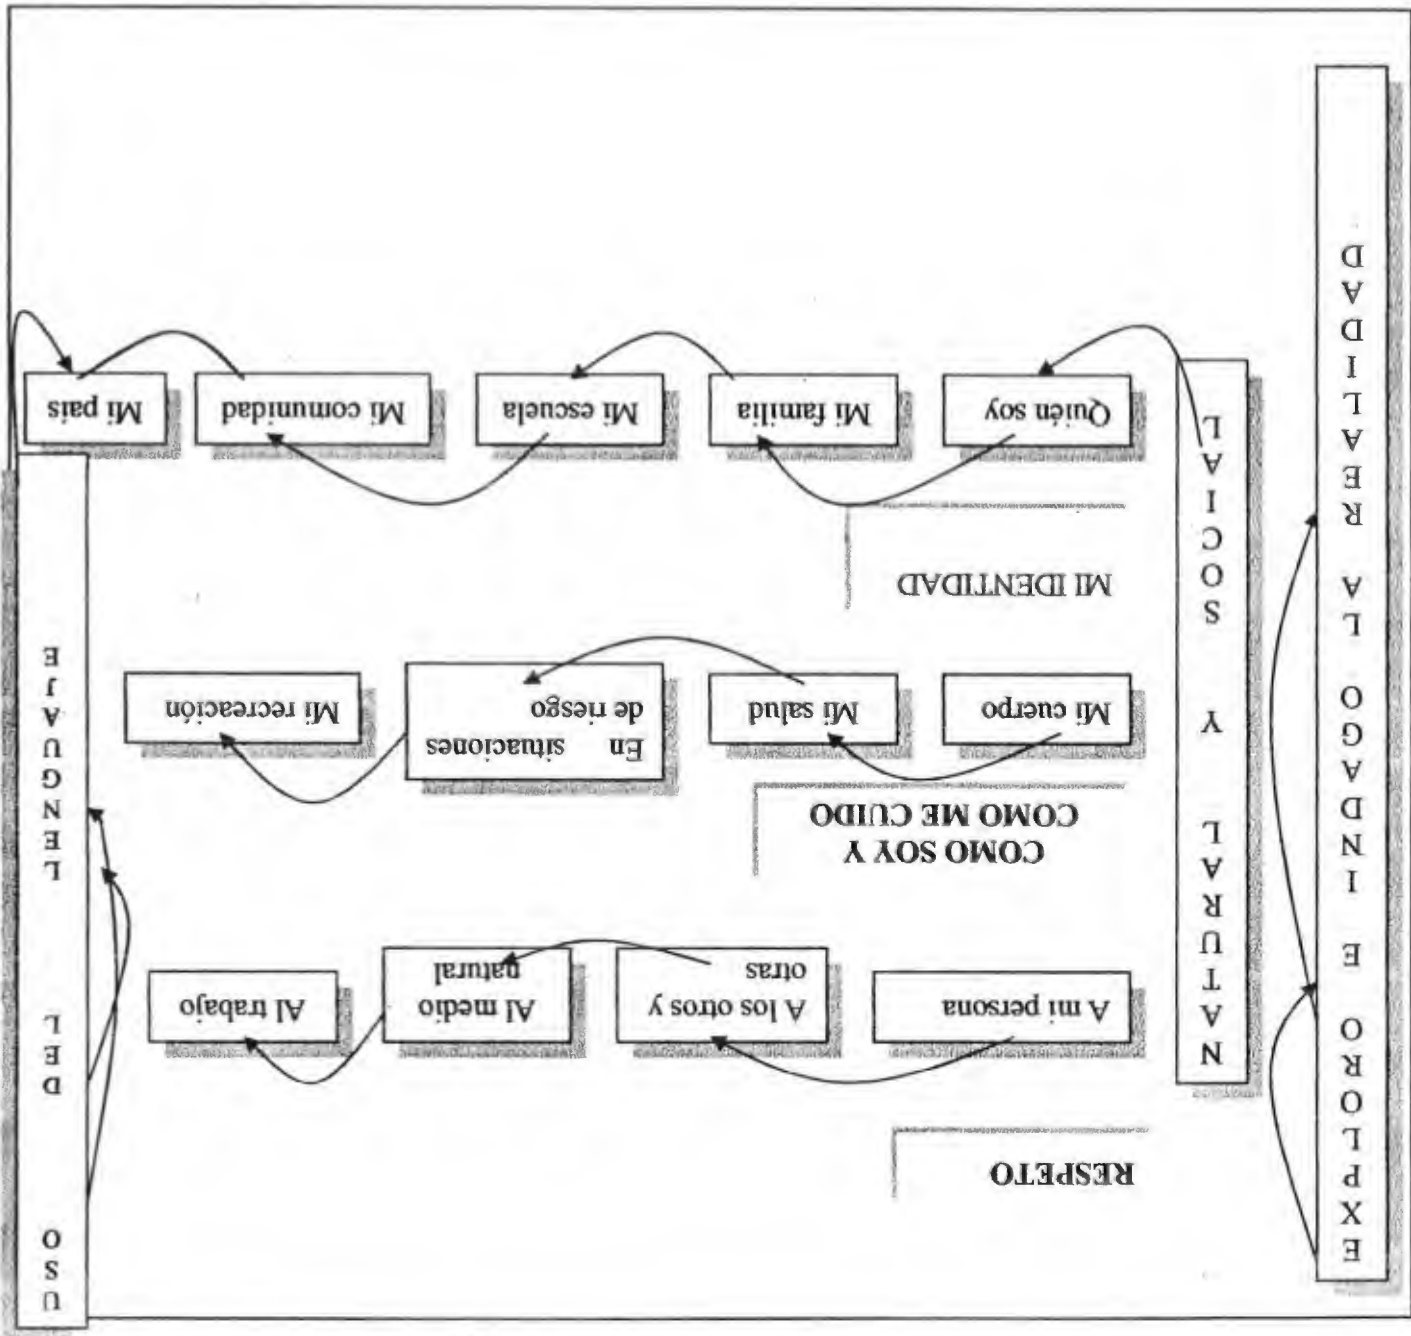 EXPLORO E INDAGO LA REALIDAD
NATURAL Y SOCIAL
RESPETO
A mi persona
A los otros y
otras
Al medio
natural
Al trabajo
COMO SOY Y
COMO ME CUIDO
Mi cuerpo
Mi salud
En situaciones
de riesgo
Mi recreación
MI IDENTIDAD
Quién soy
Mi familia
Mi escuela
Mi comunidad
Mi país
USO DEL LENGUAJE